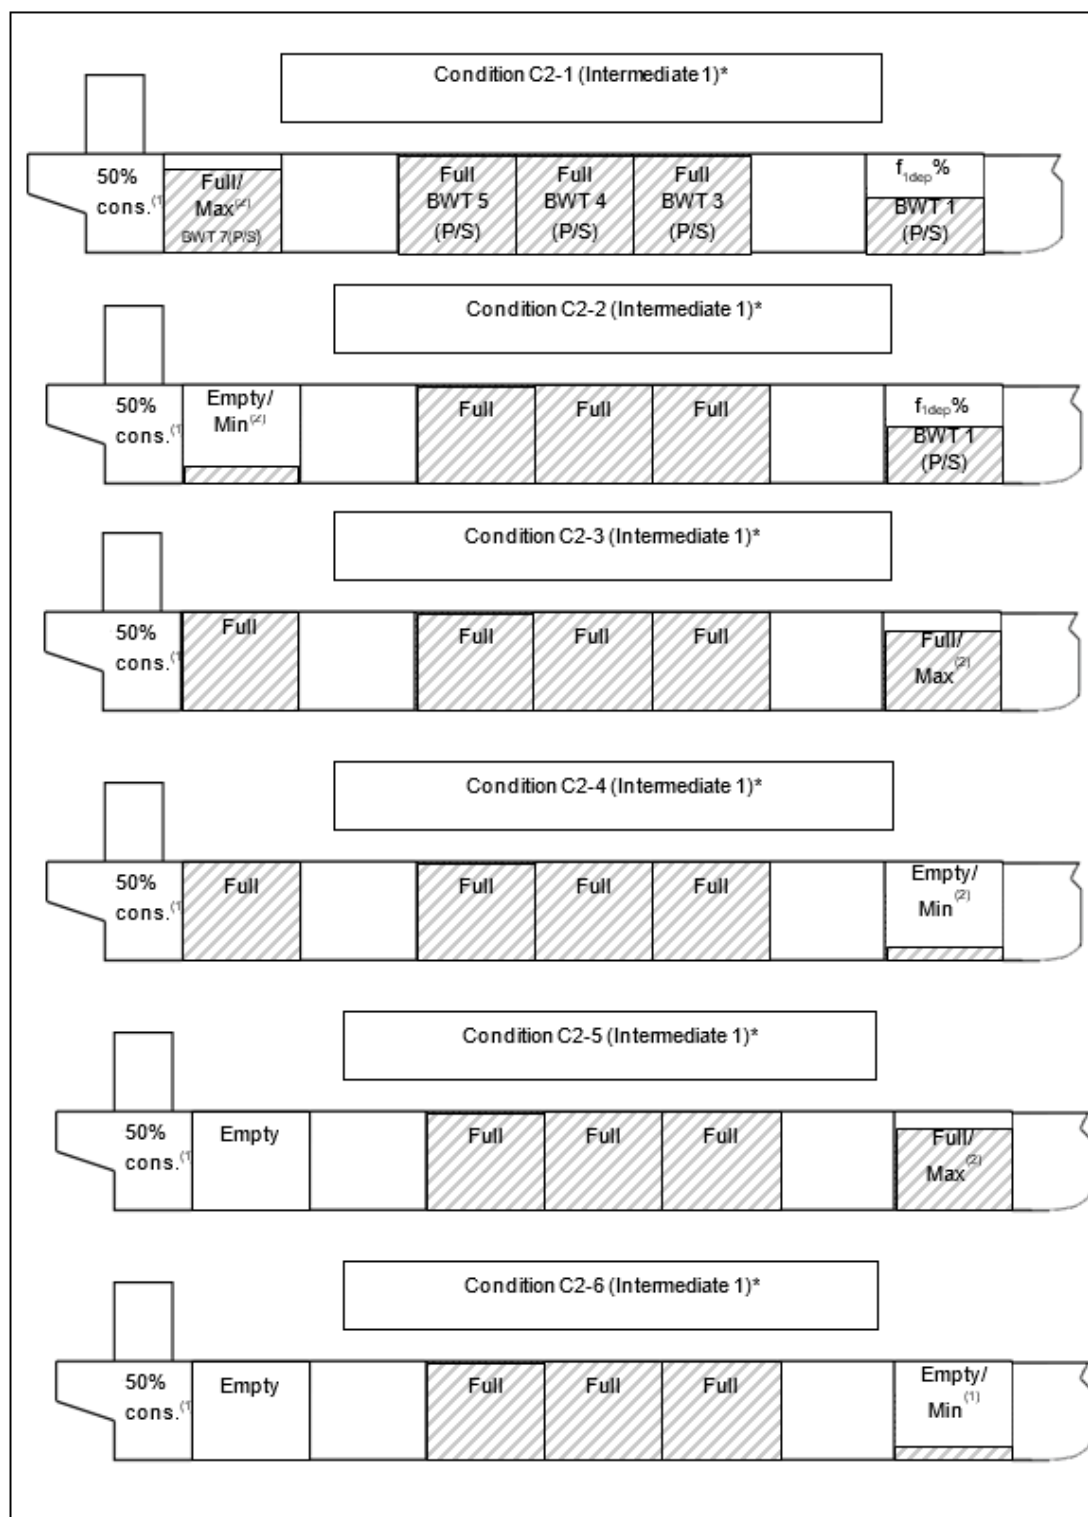 Condition C2-1 (Intermediate 1)*
50%
cons.(1
Full/
Max(2)
BWT 7(P/S)
Full
BWT 5
(P/S)
Full
BWT 4
(P/S)
Full
BWT 3
(P/S)
f1dep%
BWT 1
(P/S)
Condition C2-2 (Intermediate 1)*
50%
cons.(1
Empty/
Min(2)
Full
Full
Full
f1dep%
BWT 1
(P/S)
Condition C2-3 (Intermediate 1)*
50%
cons.(1
Full
Full
Full
Full
Full/
Max(2)
Condition C2-4 (Intermediate 1)*
50%
cons.(1
Full
Full
Full
Full
Empty/
Min(2)
Condition C2-5 (Intermediate 1)*
50%
cons.(1
Empty
Full
Full
Full
Full/
Max(2)
Condition C2-6 (Intermediate 1)*
50%
cons.(1
Empty
Full
Full
Full
Empty/
Min(1)